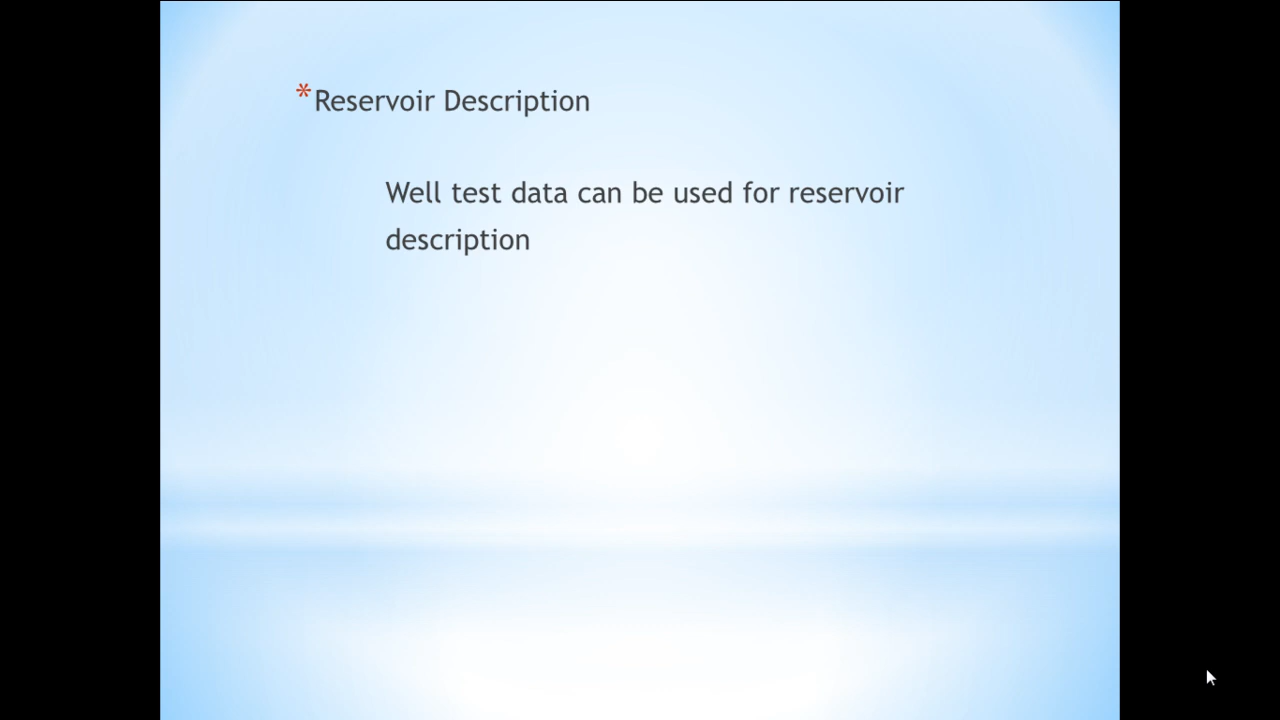 *Reservoir Description
Well test data can be used for reservoir
description